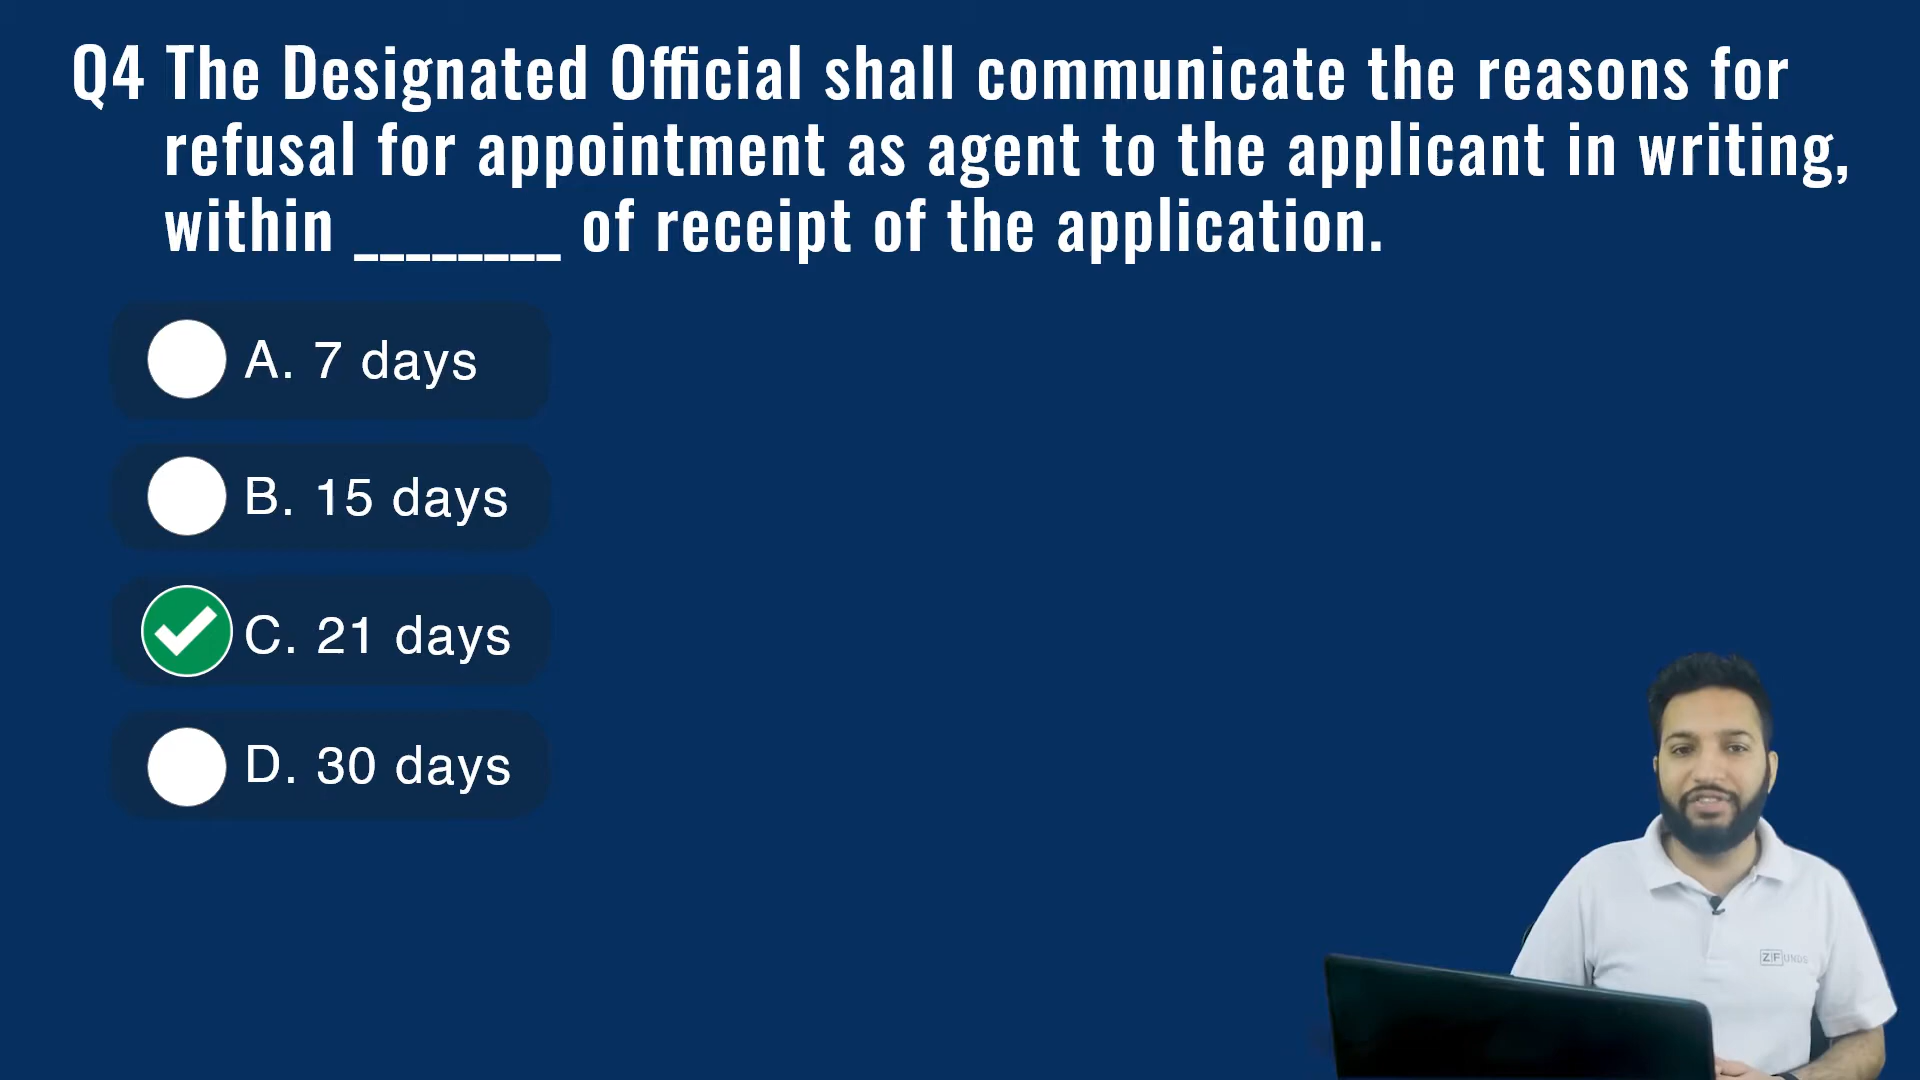 Q4 The Designated Official shall communicate the reasons for
refusal for appointment as agent to the applicant in writing,
within ________ of receipt of the application.
A. 7 days
B. 15 days
C. 21 days
D. 30 days
ZFUNDS